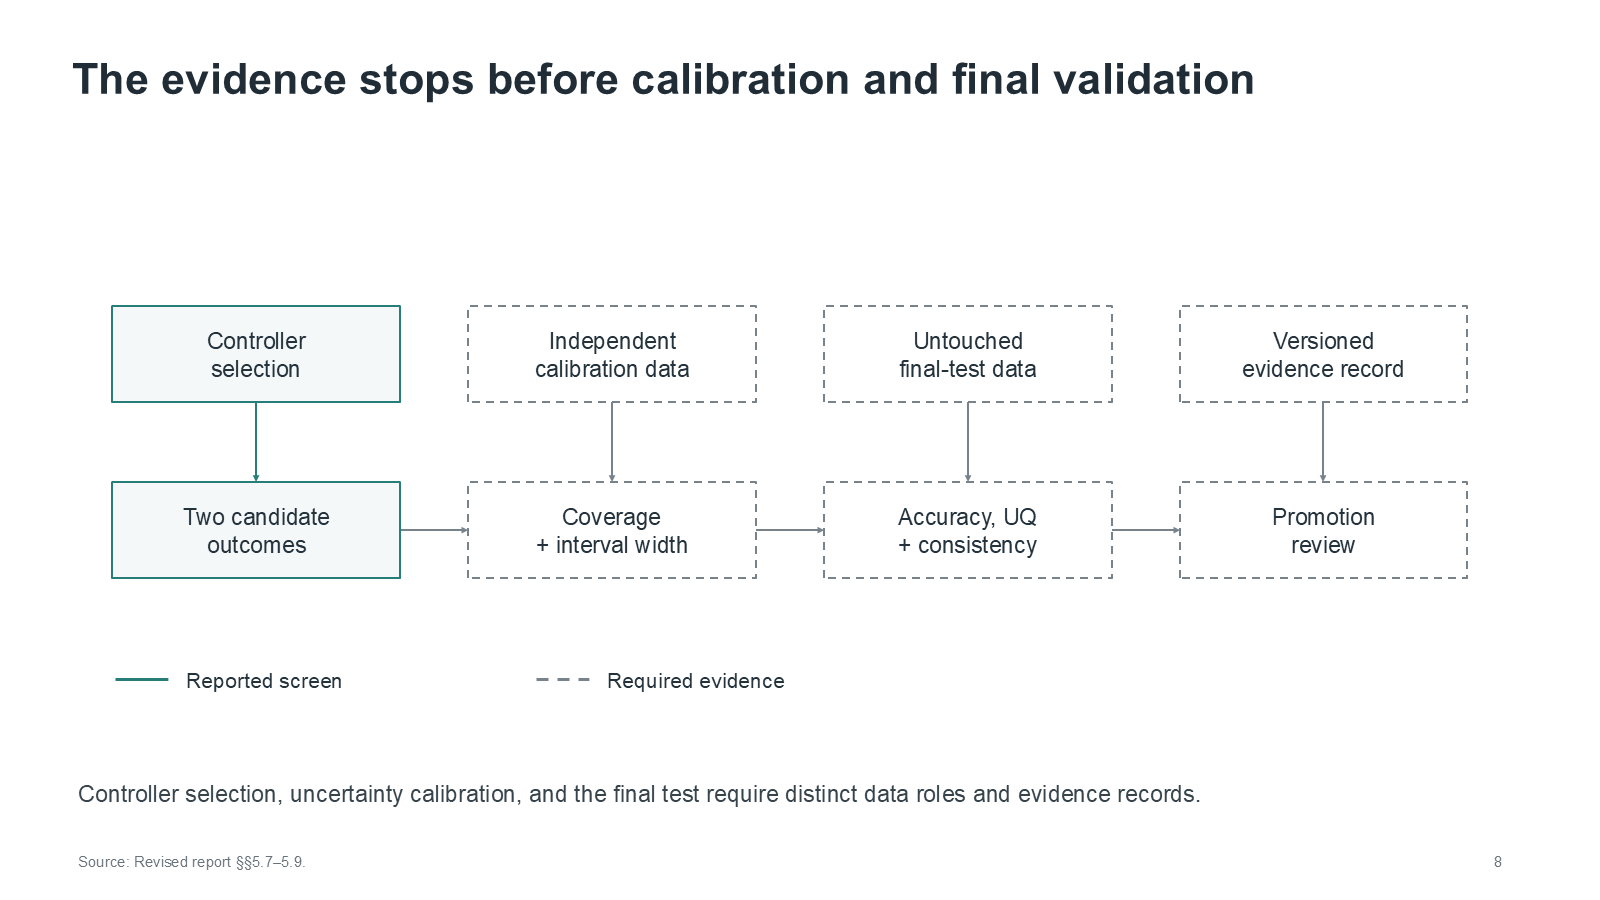 The evidence stops before calibration and final validation
Controller
selection
Independent
calibration data
Untouched
final-test data
Versioned
evidence record
Two candidate
outcomes
Coverage
+ interval width
Accuracy, UQ
+ consistency
Promotion
review
Reported screen
Required evidence
Controller selection, uncertainty calibration, and the final test require distinct data roles and evidence records.
Source: Revised report §§5.7–5.9.
8